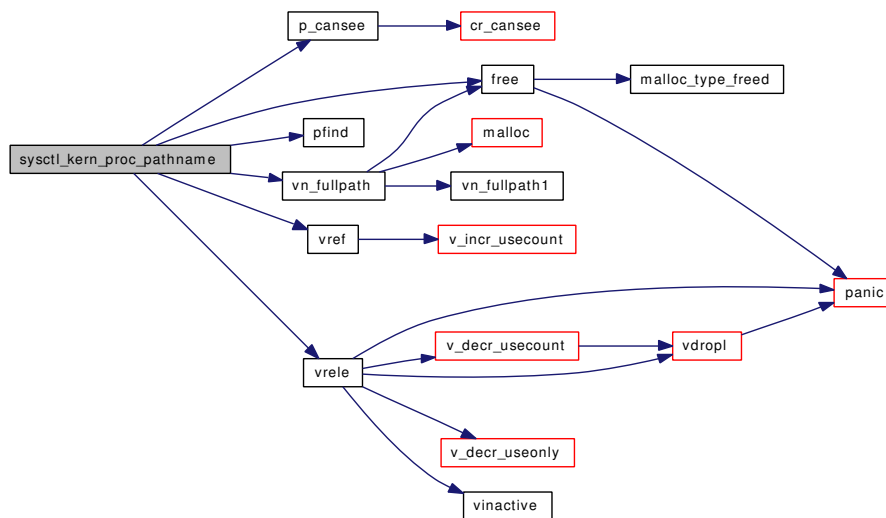 p_cansee
cr_cansee
free
malloc_type_freed
pfind
malloc
sysctl_kern_proc_pathname
vn_fullpath
vn_fullpath1
vref
v_incr_usecount
panic
v_decr_usecount
vdropl
vrele
v_decr_useonly
vinactive